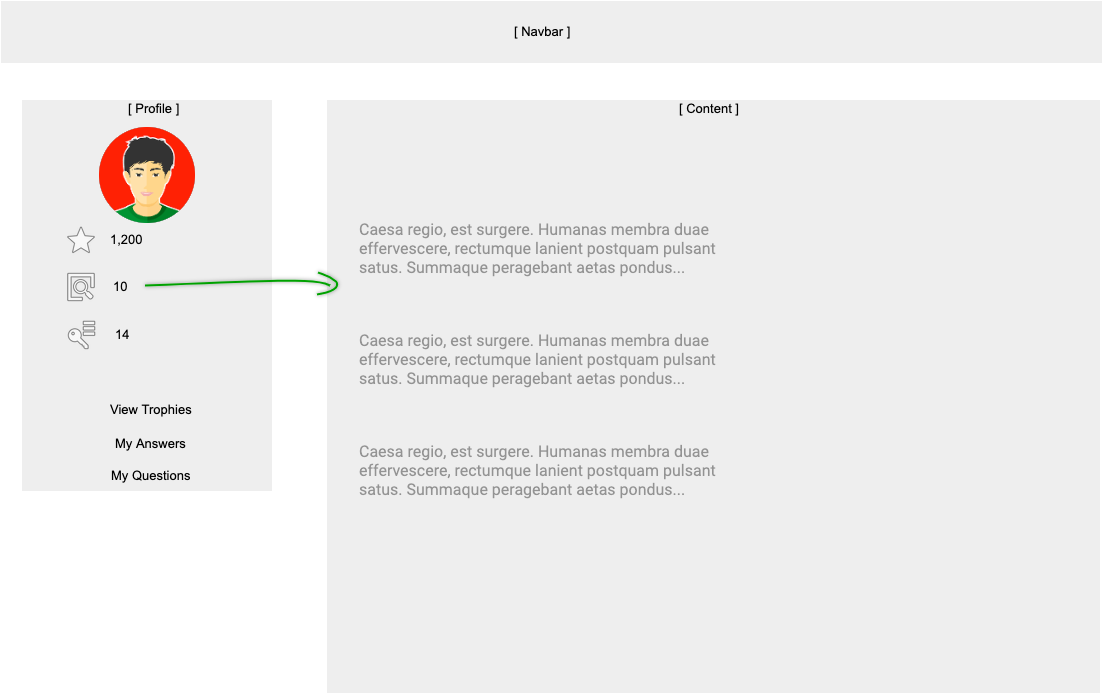 [ Navbar ]
[ Profile ]
1,200
10
14
View Trophies
My Answers
My Questions
[ Content ]
Caesa regio, est surgere. Humanas membra duae
effervescere, rectumque lanient postquam pulsant
satus. Summaque peragebant aetas pondus...
Caesa regio, est surgere. Humanas membra duae
effervescere, rectumque lanient postquam pulsant
satus. Summaque peragebant aetas pondus...
Caesa regio, est surgere. Humanas membra duae
effervescere, rectumque lanient postquam pulsant
satus. Summaque peragebant aetas pondus...